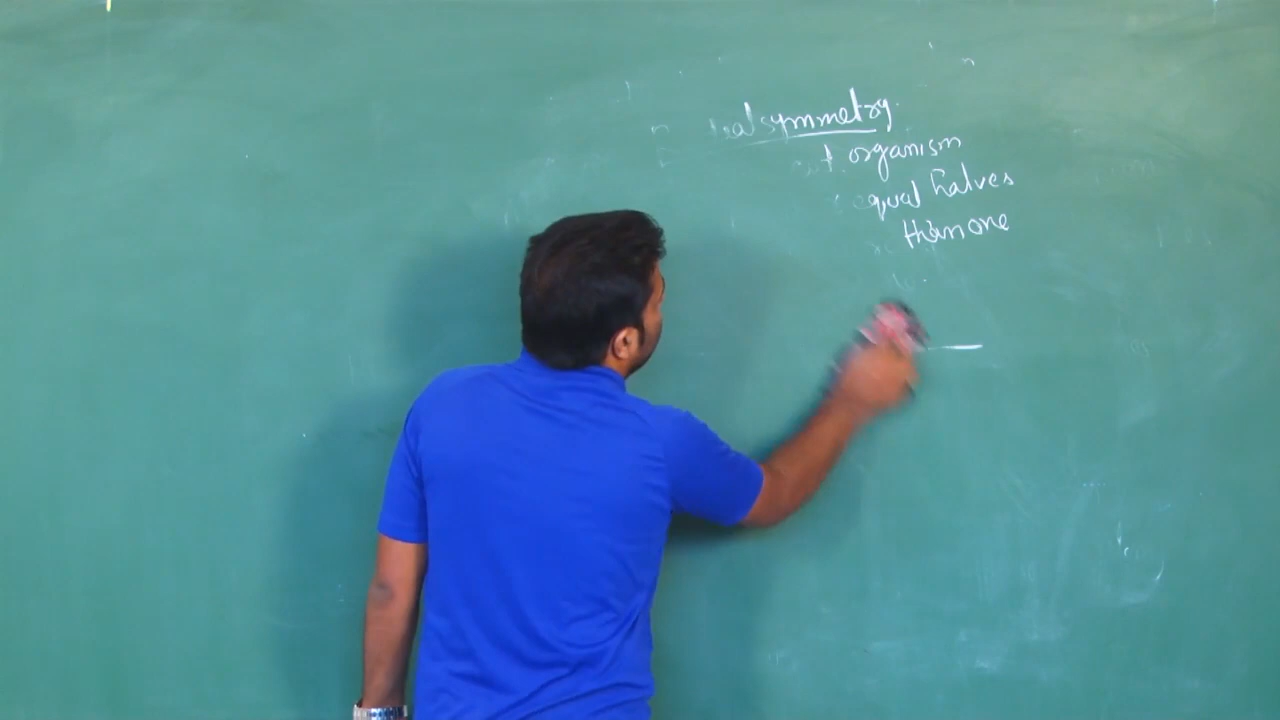 symmetry.
organism
equal halves
than one